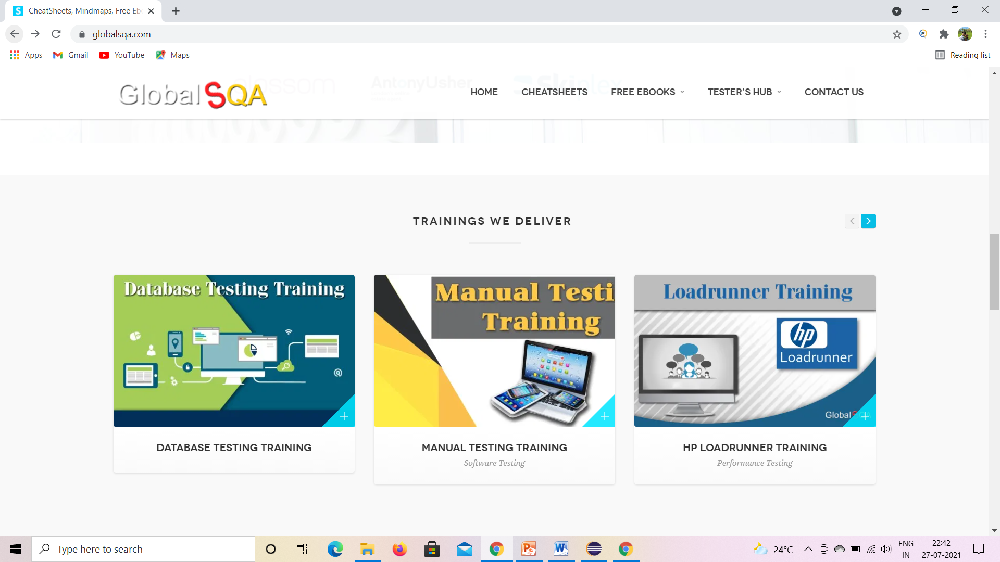 CheatSheets, Mindmaps, Free Eb
globalsqa.com
Apps
Gmail
YouTube
Maps
Reading list
GlobalSQA
AntonyUsher
Skiplex
HOME
CHEATSHEETS
FREE EBOOKS
TESTER'S HUB
CONTACT US
TRAININGS WE DELIVER
Database Testing Training
Manual Testi
Training
Loadrunner Training
hp
Loadrunner
GlobalSQA
DATABASE TESTING TRAINING
MANUAL TESTING TRAINING
Software Testing
HP LOADRUNNER TRAINING
Performance Testing
Type here to search
24°C
ENG
IN
22:42
27-07-2021